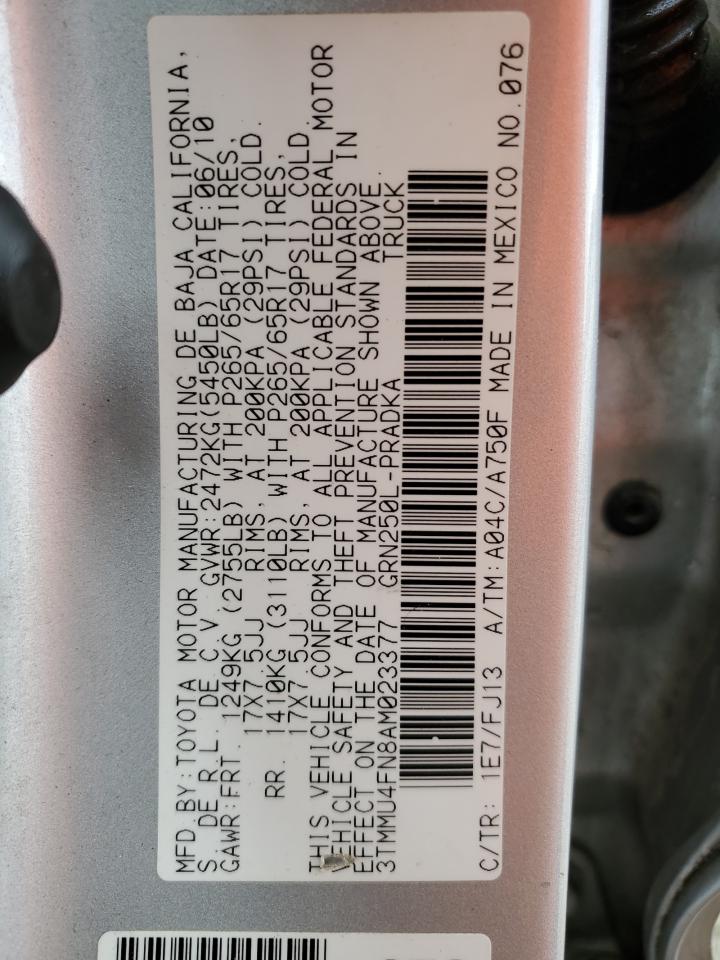 MFD.BY:TOYOTA MOTOR MANUFACTURING DE BAJA CALIFORNIA,
S. DE R.L. DE C.V. GVWR:2472KG(5450LB) DATE:06/10
GAWR:FRT. 1249KG (2755LB) WITH P265/65R17 TIRES,
17X7.5JJ RIMS, AT 200KPA (29PSI) COLD.
RR. 1410KG (3110LB) WITH P265/65R17 TIRES,
17X7.5JJ RIMS, AT 200KPA (29PSI) COLD.
THIS VEHICLE CONFORMS TO ALL APPLICABLE FEDERAL MOTOR
VEHICLE SAFETY AND THEFT PREVENTION STANDARDS IN
EFFECT ON THE DATE OF MANUFACTURE SHOWN ABOVE.
3TMMU4FN8AM023377 GRN250L-PRADKA TRUCK
C/TR: 1E7/FJ13 A/TM:A04C/A750F MADE IN MEXICO NO.076